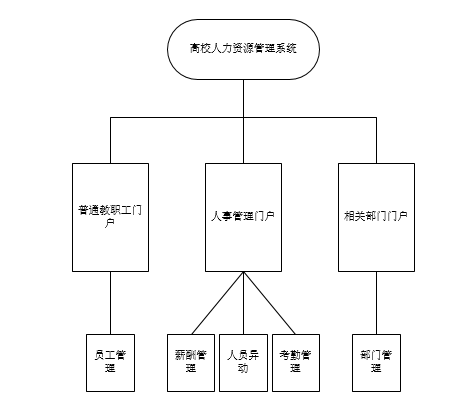 高校人力资源管理系统
普通教职工门
户
人事管理门户
相关部门门户
员工管
理
薪酬管
理
人员异
动
考勤管
理
部门管
理